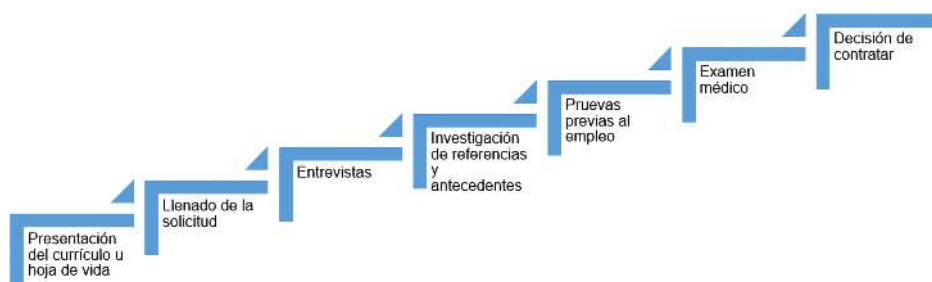 Presentación
del currículo u
hoja de vida
Llenado de la
solicitud
Entrevistas
Investigación
de referencias
y
antecedentes
Pruevas
previas al
empleo
Examen
médico
Decisión de
contratar